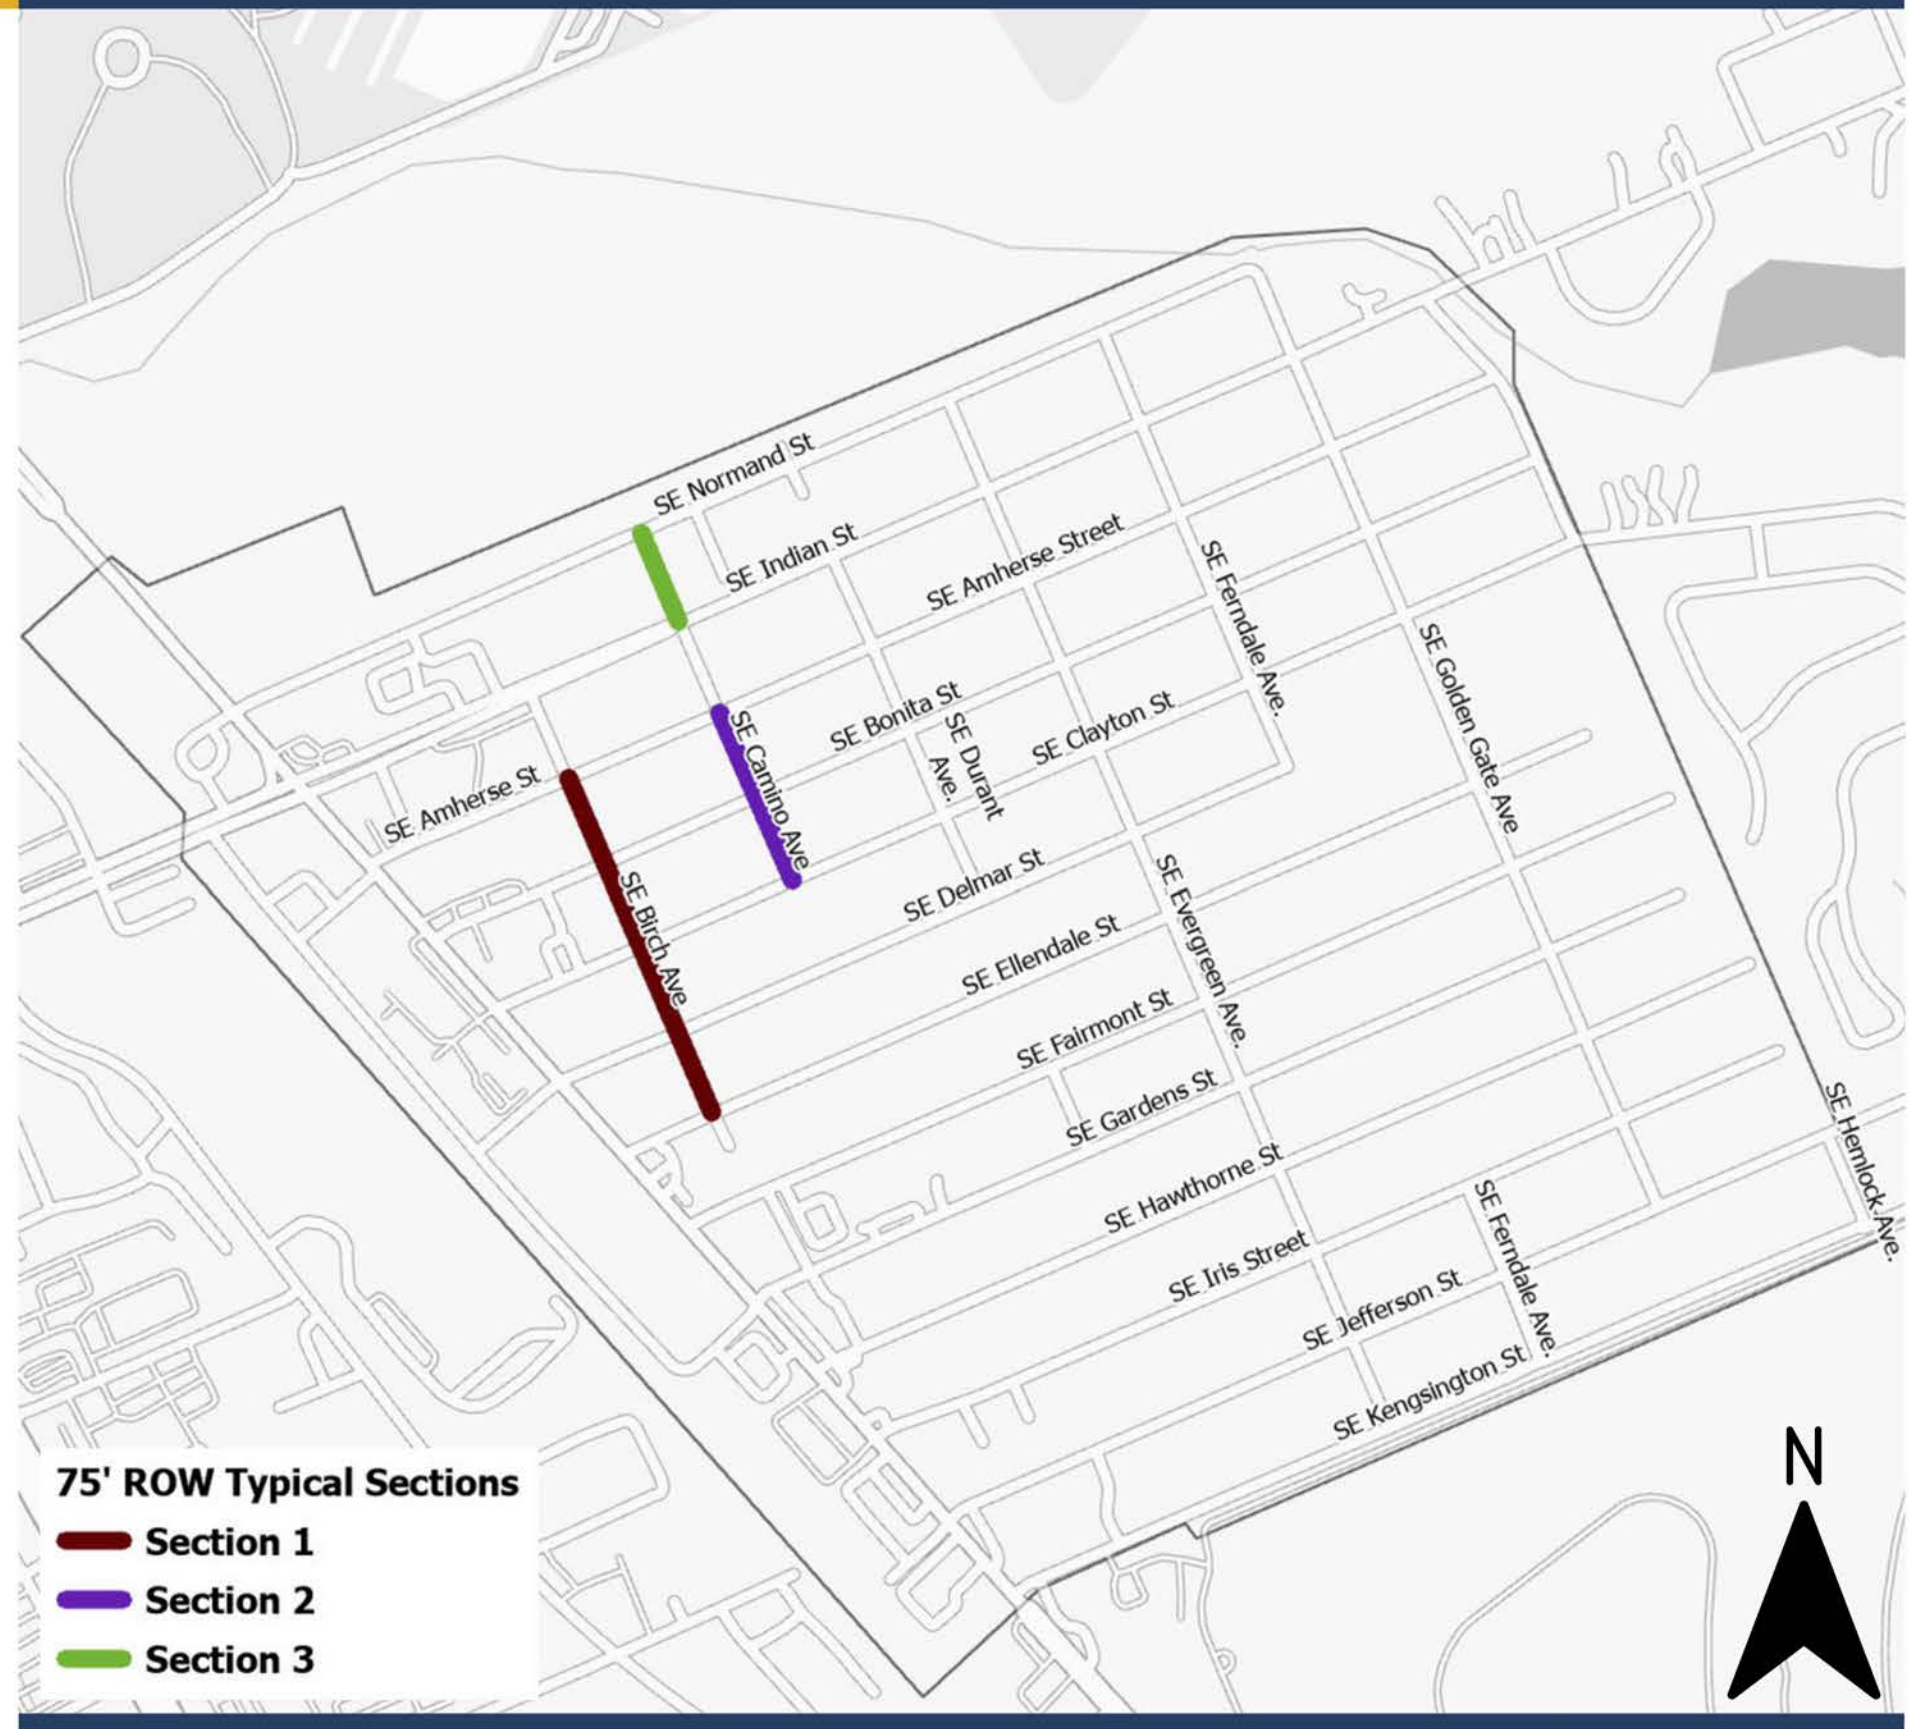 SE Normand St
SE Indian St
SE Amherse Street
SE Ferndale Ave.
SE Golden Gate Ave
SE Bonita St
SE Camino Ave
SE Durant
Ave.
SE Clayton St
SE Amherse St
SE Birch Ave
SE Delmar St
SE Evergreen Ave.
SE Ellendale St
SE Fairmont St
SE Gardens St
SE Hemlock Ave.
SE Hawthorne St
SE Ferndale Ave.
SE Iris Street
SE Jefferson St
SE Kengsington St
N
75' ROW Typical Sections
Section 1
Section 2
Section 3